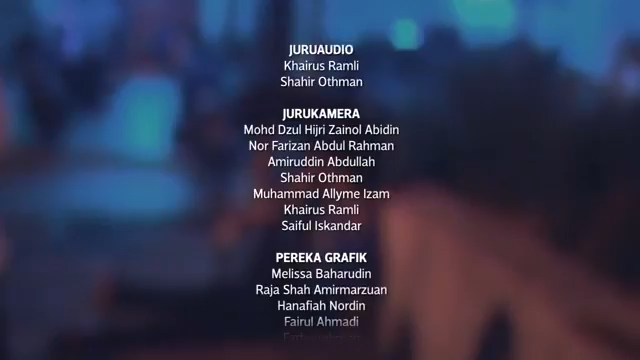 JURUAUDIO
Khairus Ramli
Shahir Othman
JURUKAMERA
Mohd Dzul Hijri Zainol Abidin
Nor Farizan Abdul Rahman
Amiruddin Abdullah
Shahir Othman
Muhammad Allyme Izam
Khairus Ramli
Saiful Iskandar
PEREKA GRAFIK
Melissa Baharudin
Raja Shah Amirmarzuan
Hanafiah Nordin
Fairul Ahmadi